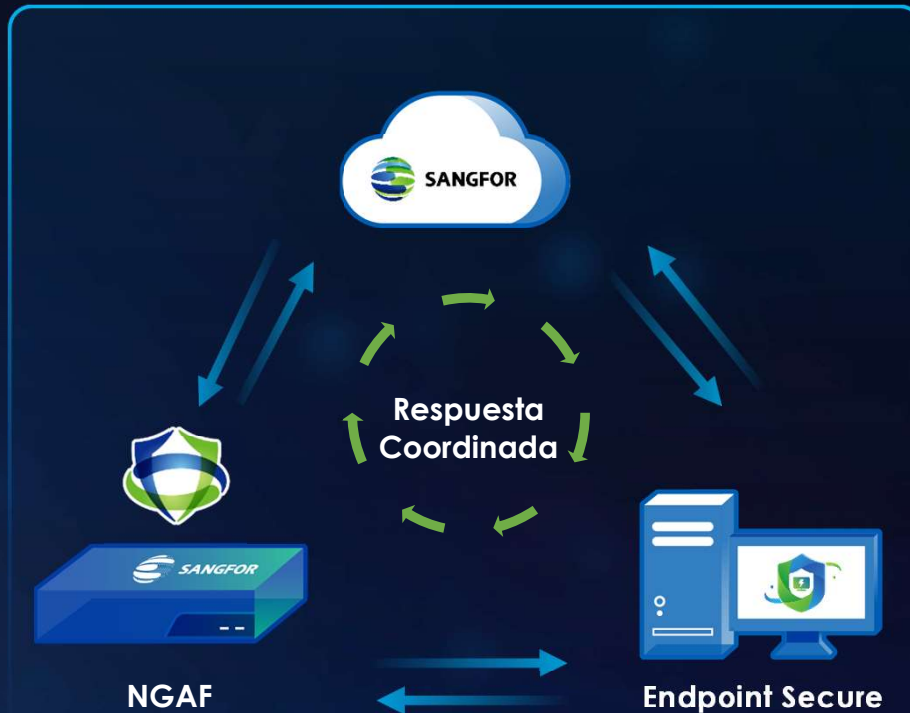 SANGFOR
Respuesta
Coordinada
SANGFOR
NGAF
Endpoint Secure